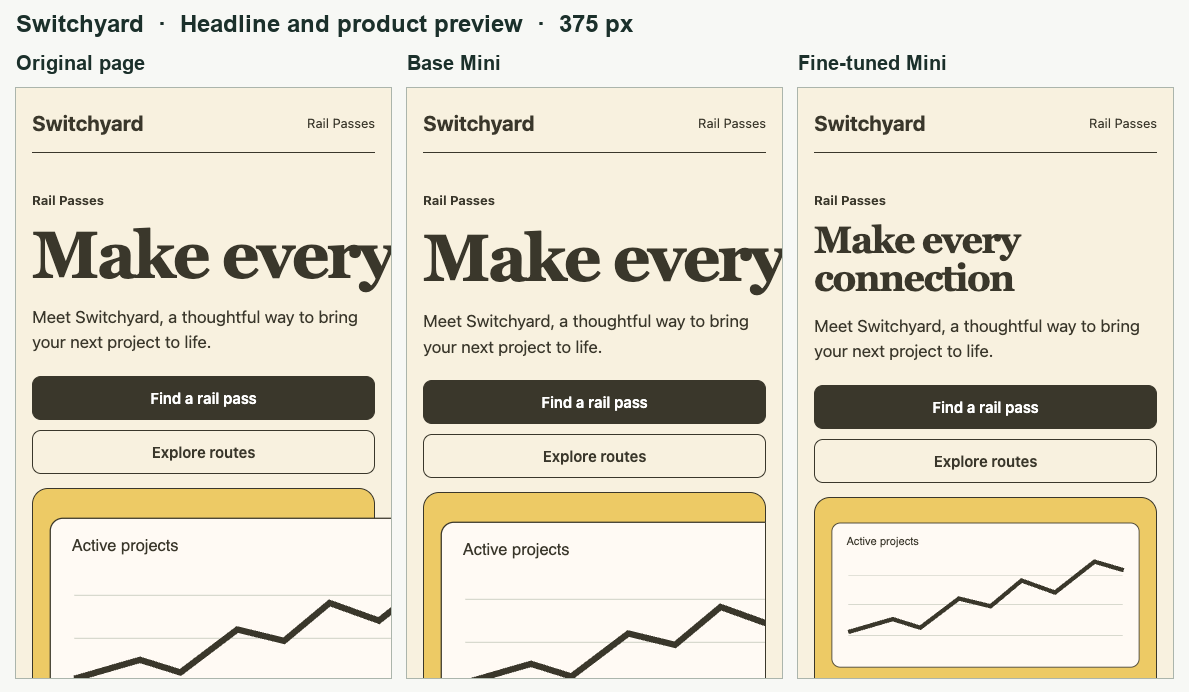 Switchyard · Headline and product preview · 375 px
Original page
Switchyard
Rail Passes
Rail Passes
Make every
Meet Switchyard, a thoughtful way to bring
your next project to life.
Find a rail pass
Explore routes
Active projects
Base Mini
Switchyard
Rail Passes
Rail Passes
Make every
Meet Switchyard, a thoughtful way to bring
your next project to life.
Find a rail pass
Explore routes
Active projects
Fine-tuned Mini
Switchyard
Rail Passes
Rail Passes
Make every
connection
Meet Switchyard, a thoughtful way to bring
your next project to life.
Find a rail pass
Explore routes
Active projects